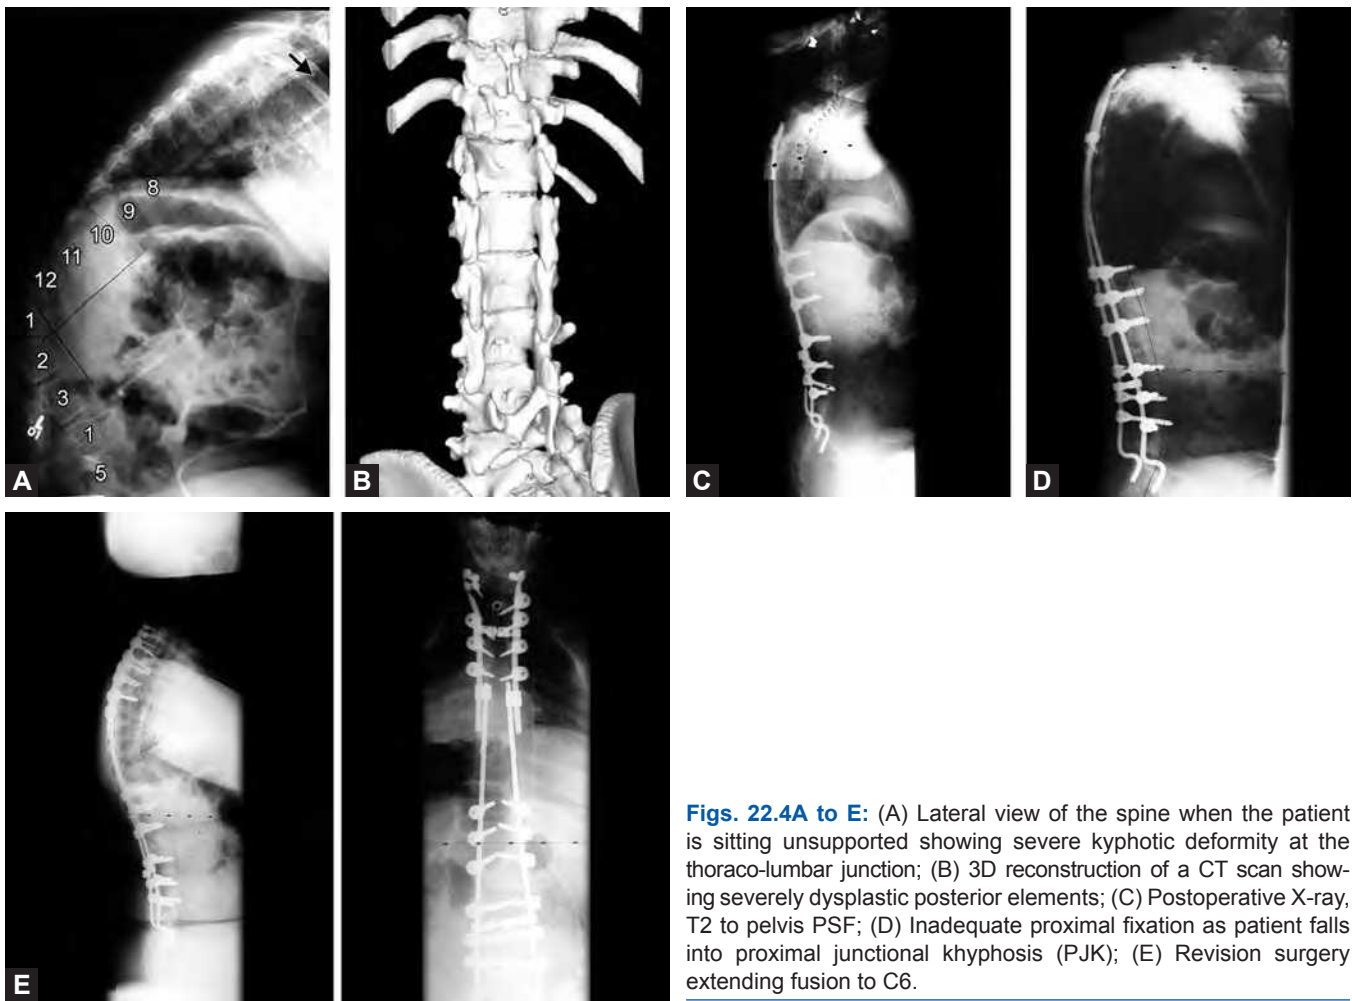 8
9
10
11
12
1
2
3
1
5
A
B
C
D
E
Figs. 22.4A to E: (A) Lateral view of the spine when the patient
is sitting unsupported showing severe kyphotic deformity at the
thoraco-lumbar junction; (B) 3D reconstruction of a CT scan show-
ing severely dysplastic posterior elements; (C) Postoperative X-ray,
T2 to pelvis PSF; (D) Inadequate proximal fixation as patient falls
into proximal junctional khyphosis (PJK); (E) Revision surgery
extending fusion to C6.